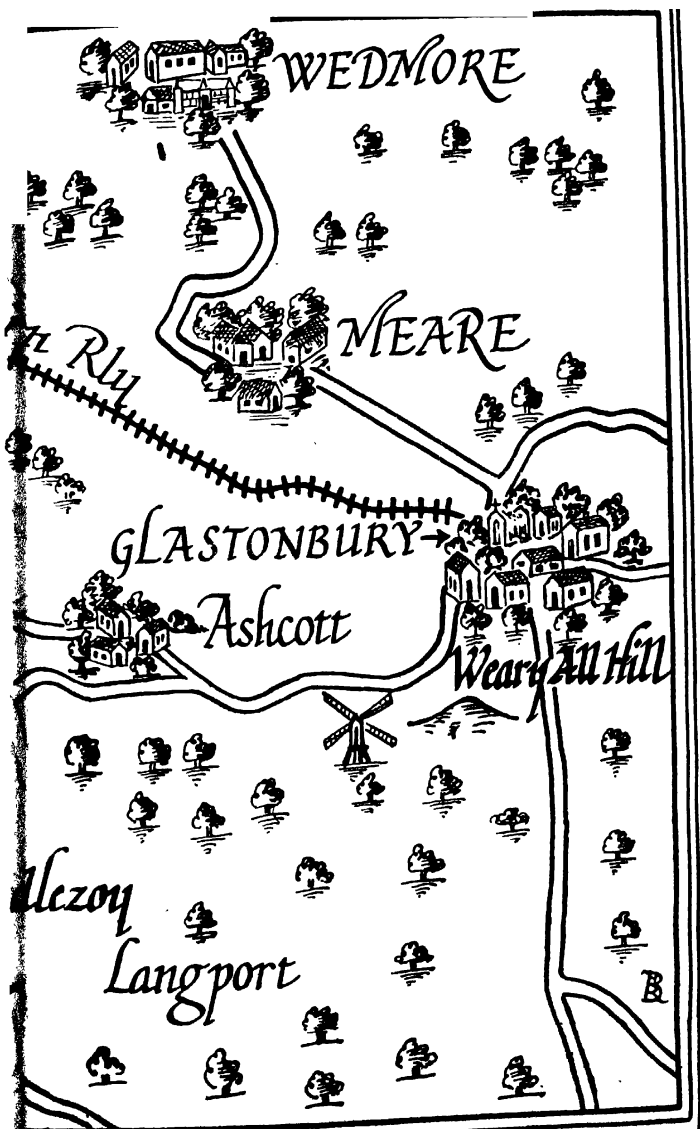 WEDMORE
MEARE
Rly
GLASTONBURY
Ashcott
Weary All Hill
Langport